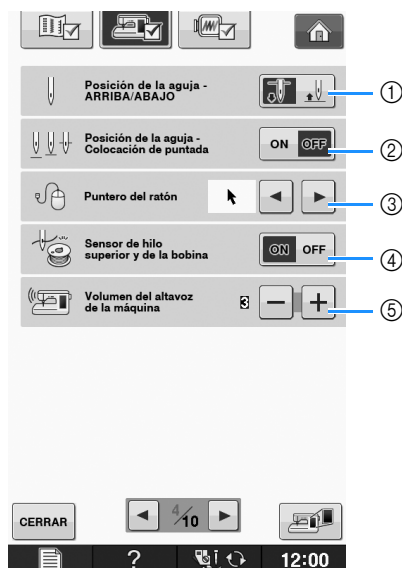 Posición de la aguja -
ARRIBA/ABAJO
①
Posición de la aguja -
Colocación de puntada
ON OFF
②
Puntero del ratón
③
Sensor de hilo
superior y de la bobina
ON OFF
④
Volumen del altavoz
de la máquina
3
− +
⑤
CERRAR
4/10
?
12:00